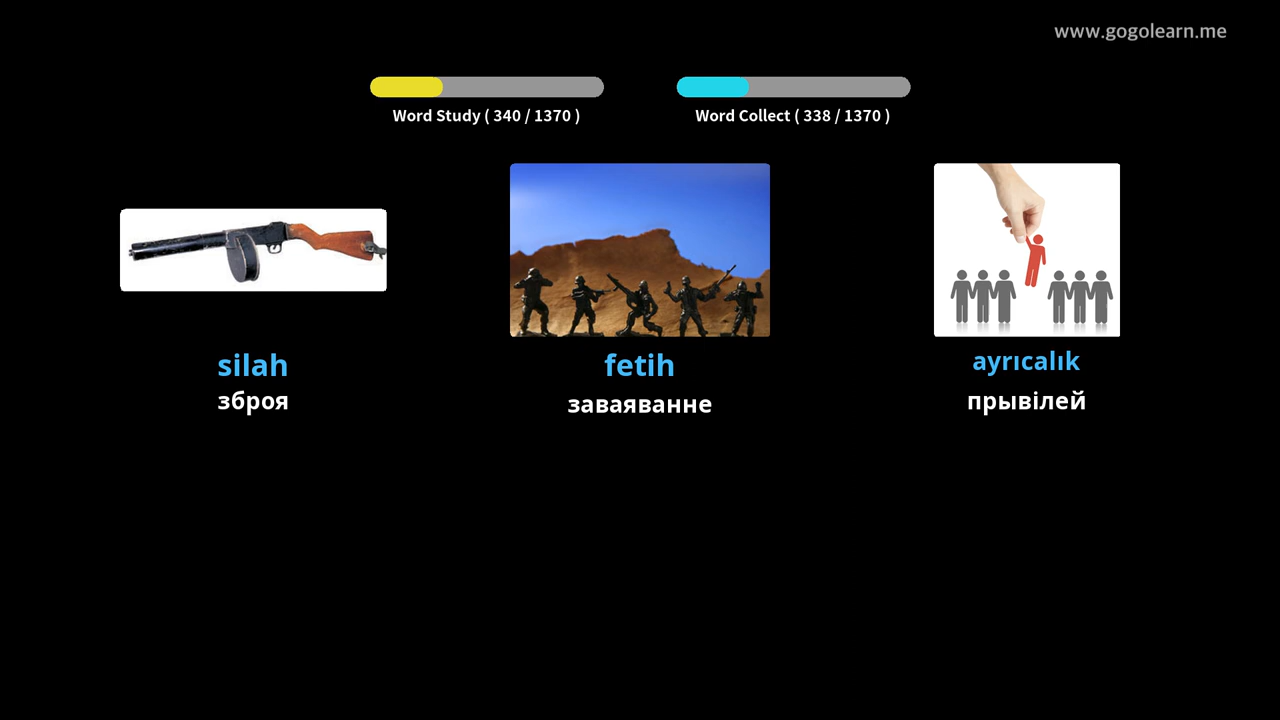 www.gogolearn.me
Word Study ( 340 / 1370 )
Word Collect ( 338 / 1370 )
silah
fetih
ayrıcalık
зброя
заваяванне
прывілей